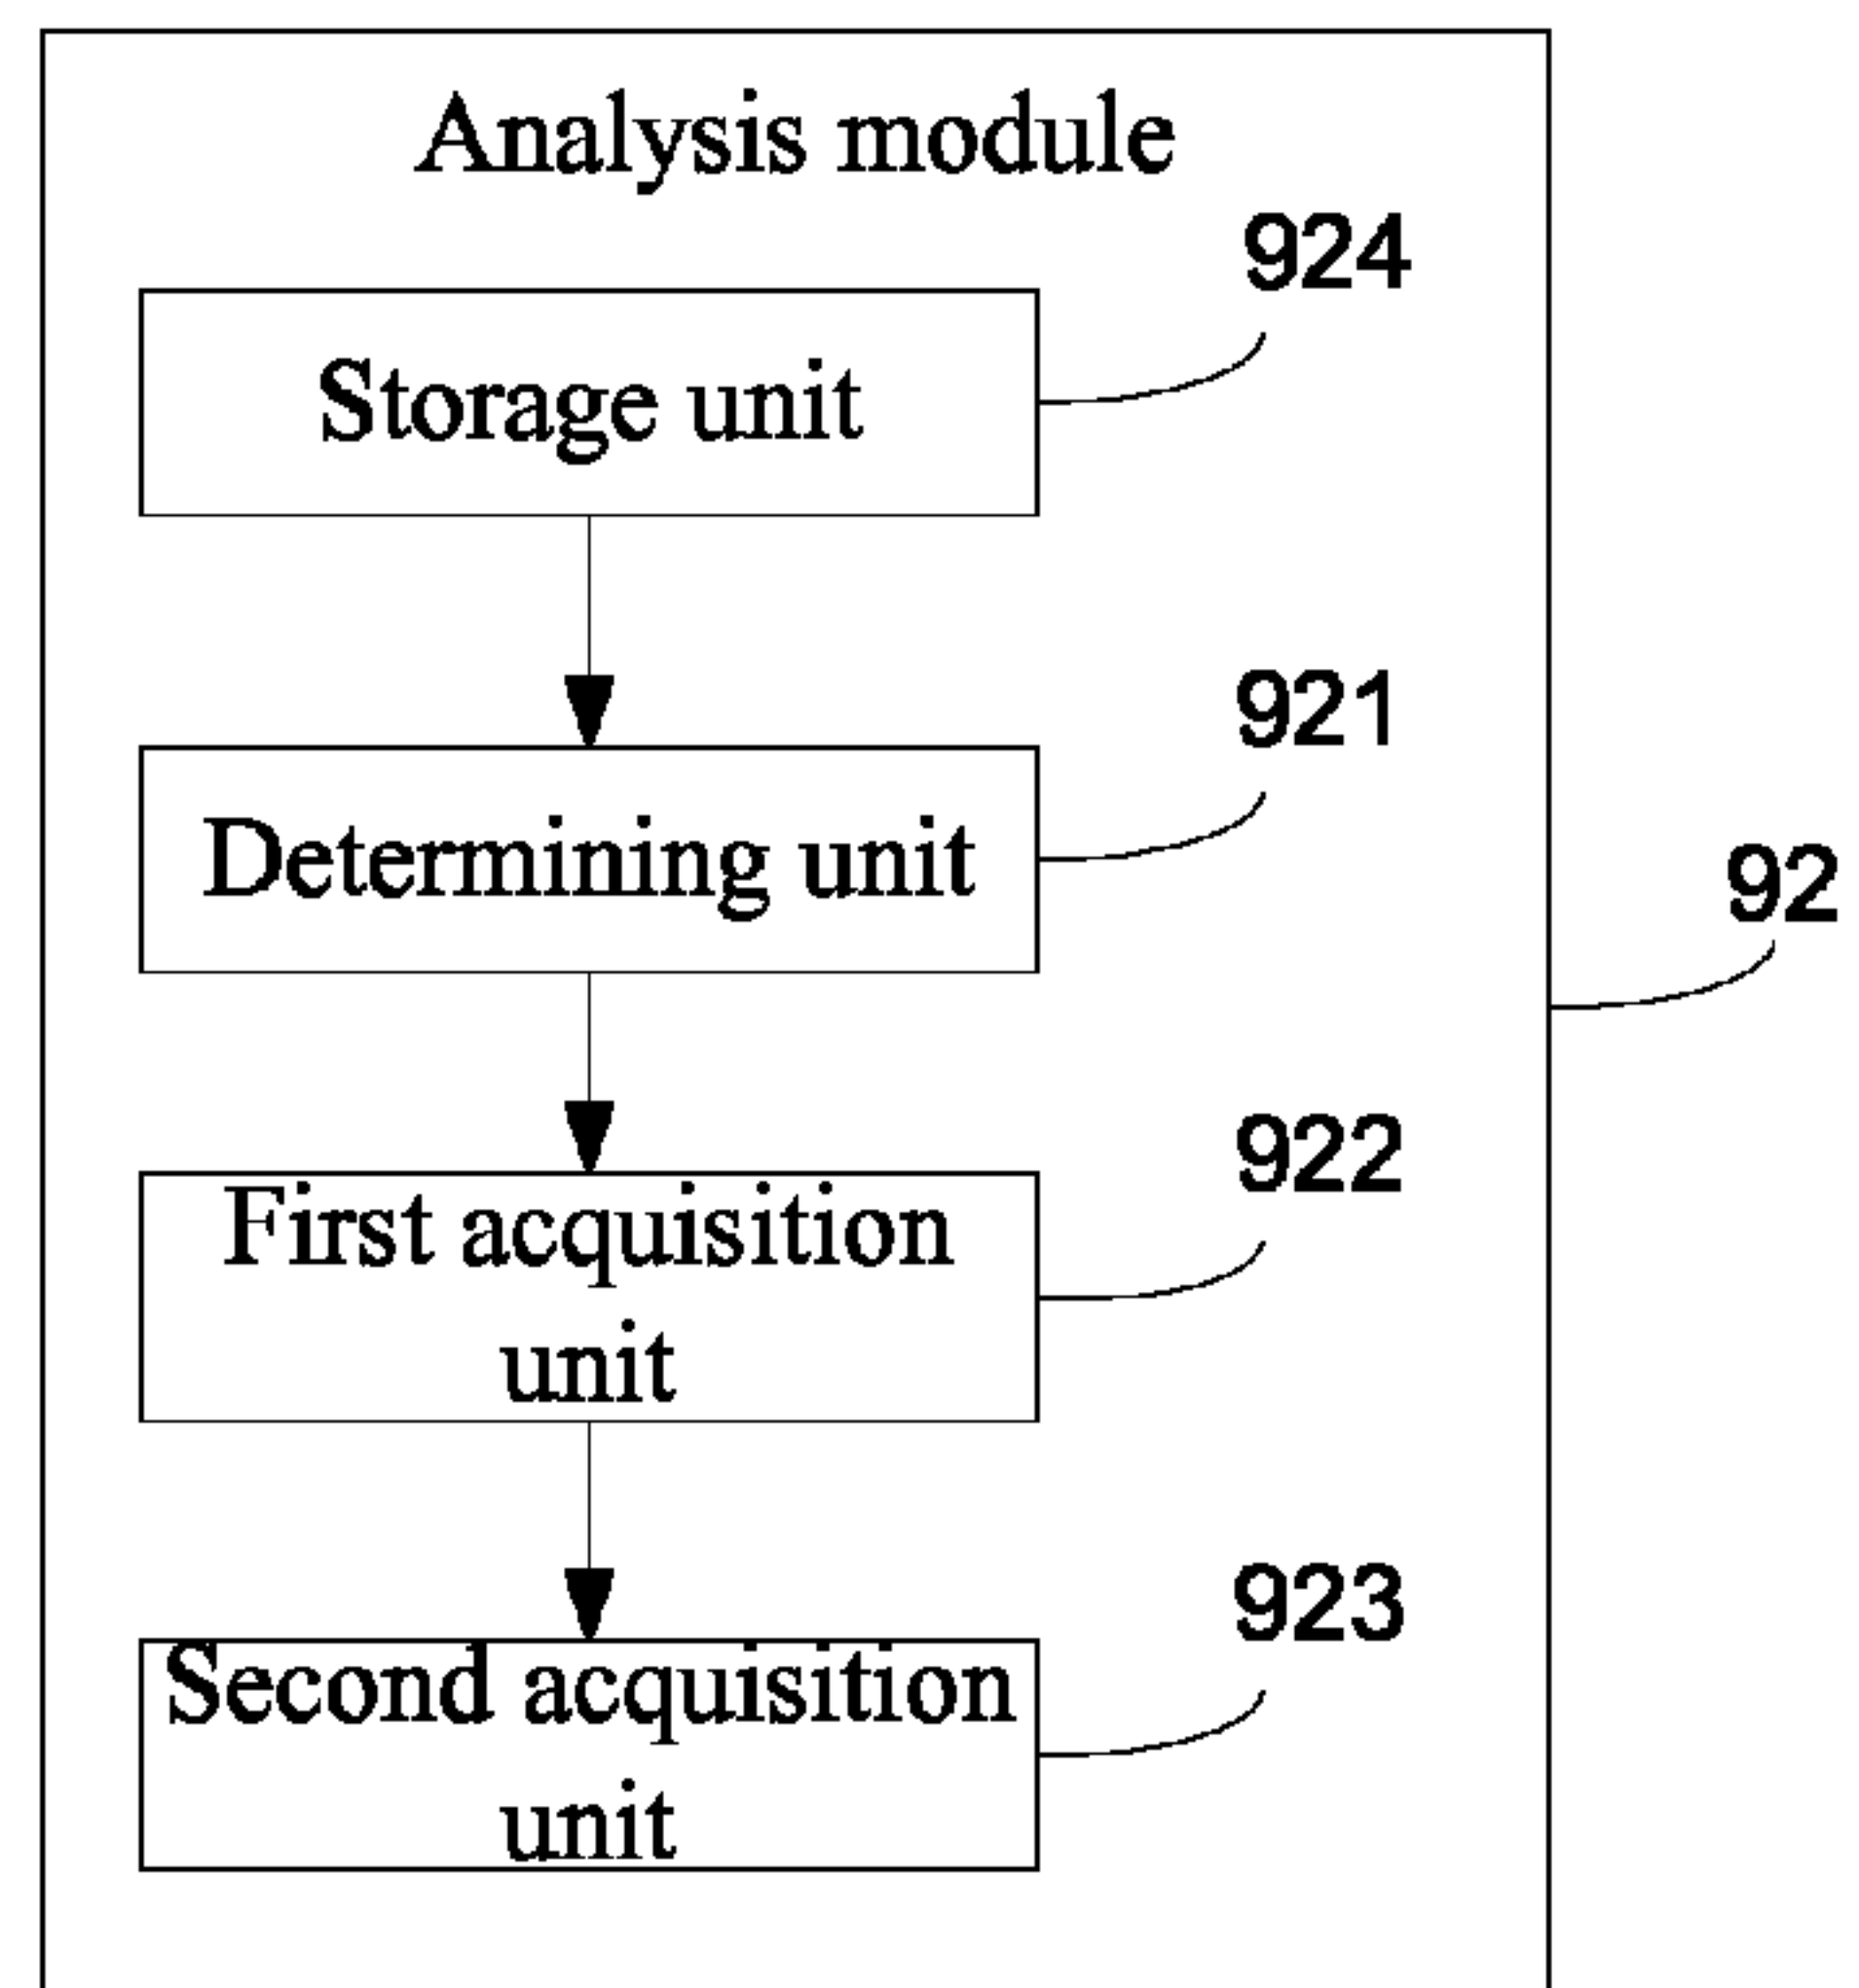 Analysis module
924
Storage unit
921
Determining unit
92
922
First acquisition
unit
923
Second acquisition
unit